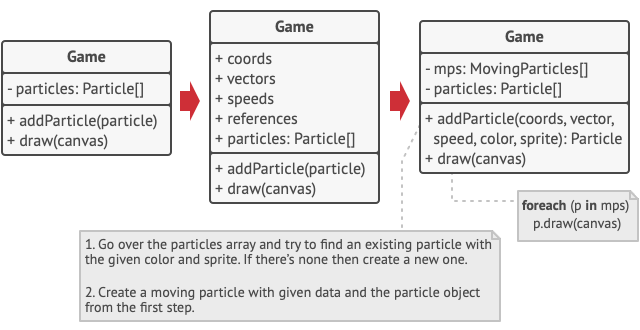 Game
- particles: Particle[]
+ addParticle(particle)
+ draw(canvas)
Game
+ coords
+ vectors
+ speeds
+ references
+ particles: Particle[]
+ addParticle(particle)
+ draw(canvas)
Game
- mps: MovingParticles[]
- particles: Particle[]
+ addParticle(coords, vector,
speed, color, sprite): Particle
+ draw(canvas)
foreach (p in mps)
p.draw(canvas)
1. Go over the particles array and try to find an existing particle with
the given color and sprite. If there's none then create a new one.
2. Create a moving particle with given data and the particle object
from the first step.